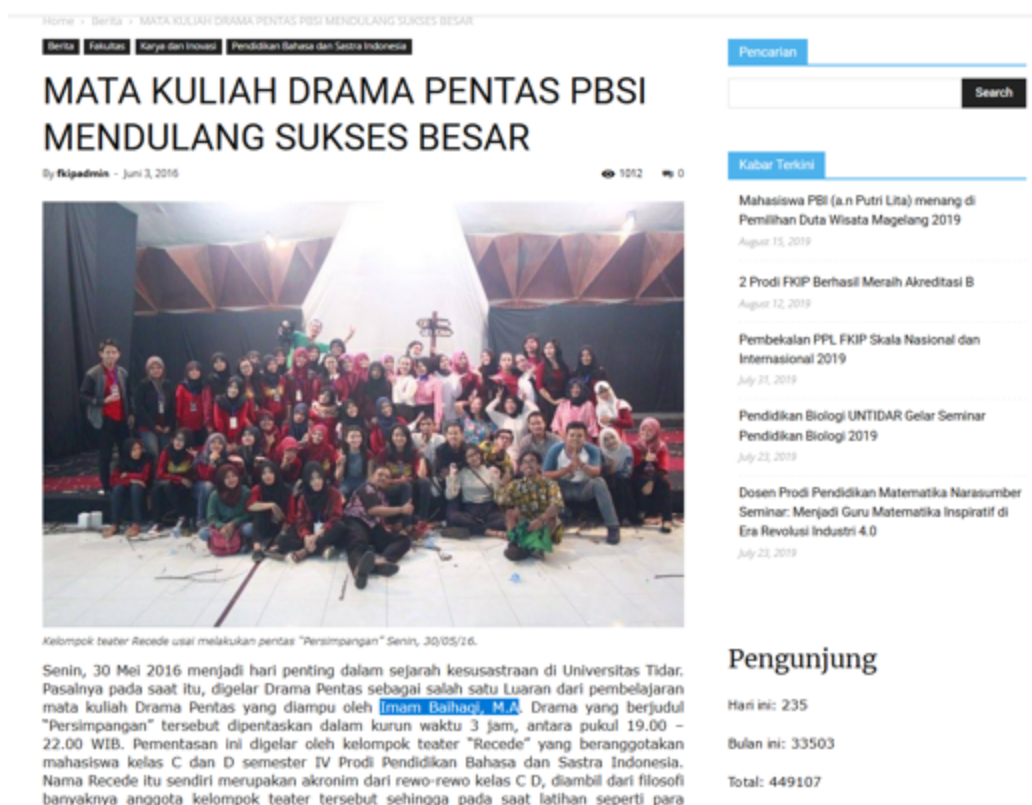 Home > Berita > MATA KULIAH DRAMA PENTAS PBSI MENDULANG SUKSES BESAR
Berita Fakultas Karya dan Inovasi Pendidikan Bahasa dan Sastra Indonesia
MATA KULIAH DRAMA PENTAS PBSI
MENDULANG SUKSES BESAR
By fkipadmin - Juni 3, 2016 1012 0
Kelompok teater Recede usai melakukan pentas "Persimpangan" Senin, 30/05/16.
Senin, 30 Mei 2016 menjadi hari penting dalam sejarah kesusastraan di Universitas Tidar.
Pasalnya pada saat itu, digelar Drama Pentas sebagai salah satu Luaran dari pembelajaran
mata kuliah Drama Pentas yang diampu oleh Imam Baihaqi, M.A. Drama yang berjudul
"Persimpangan" tersebut dipentaskan dalam kurun waktu 3 jam, antara pukul 19.00 –
22.00 WIB. Pementasan ini digelar oleh kelompok teater "Recede" yang beranggotakan
mahasiswa kelas C dan D semester IV Prodi Pendidikan Bahasa dan Sastra Indonesia.
Nama Recede itu sendiri merupakan akronim dari rewo-rewo kelas C D, diambil dari filosofi
banyaknya anggota kelompok teater tersebut sehingga pada saat latihan seperti para
Pencarian
Search
Kabar Terkini
Mahasiswa PBI (a.n Putri Lita) menang di
Pemilihan Duta Wisata Magelang 2019
August 15, 2019
2 Prodi FKIP Berhasil Meraih Akreditasi B
August 12, 2019
Pembekalan PPL FKIP Skala Nasional dan
Internasional 2019
July 31, 2019
Pendidikan Biologi UNTIDAR Gelar Seminar
Pendidikan Biologi 2019
July 23, 2019
Dosen Prodi Pendidikan Matematika Narasumber
Seminar: Menjadi Guru Matematika Inspiratif di
Era Revolusi Industri 4.0
July 23, 2019
Pengunjung
Hari ini: 235
Bulan ini: 33503
Total: 449107